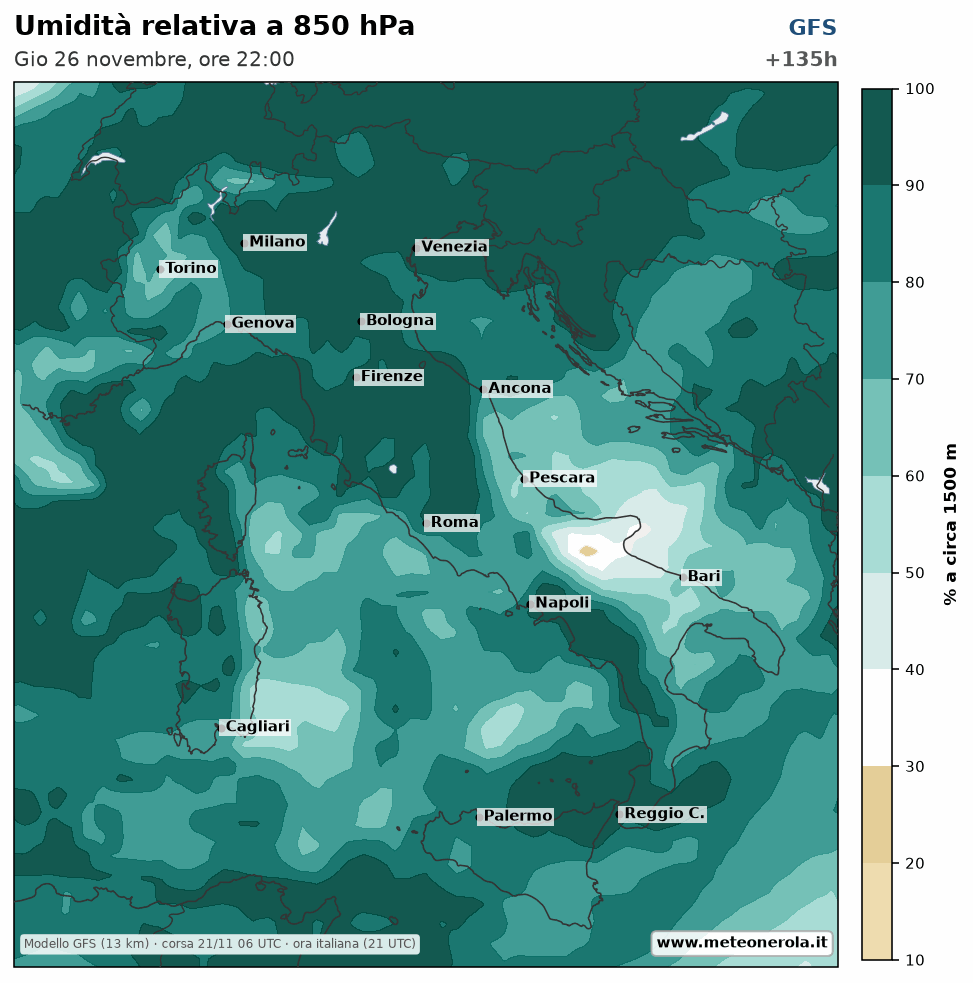 Umidità relativa a 850 hPa
GFS
Gio 26 novembre, ore 22:00
+135h
100
90
80
70
60
50
40
30
20
10
% a circa 1500 m
Milano
Venezia
Torino
Genova
Bologna
Firenze
Ancona
Pescara
Roma
Bari
Napoli
Cagliari
Palermo
Reggio C.
Modello GFS (13 km) · corsa 21/11 06 UTC · ora italiana (21 UTC)
www.meteonerola.it